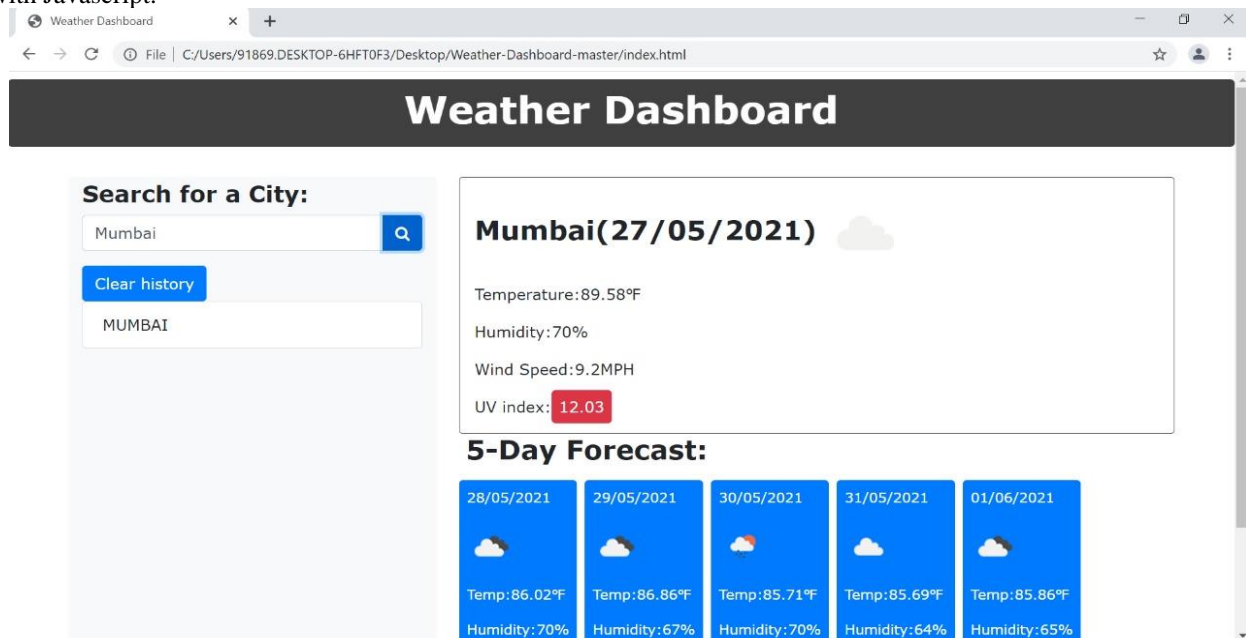 with Javascript.
Weather Dashboard
File | C:/Users/91869.DESKTOP-6HFT0F3/Desktop/Weather-Dashboard-master/index.html
Weather Dashboard
Search for a City:
Mumbai
Clear history
MUMBAI
Mumbai(27/05/2021)
Temperature:89.58°F
Humidity:70%
Wind Speed:9.2MPH
UV index: 12.03
5-Day Forecast:
28/05/2021 29/05/2021 30/05/2021 31/05/2021 01/06/2021
Temp:86.02°F Temp:86.86°F Temp:85.71°F Temp:85.69°F Temp:85.86°F
Humidity:70% Humidity:67% Humidity:70% Humidity:64% Humidity:65%